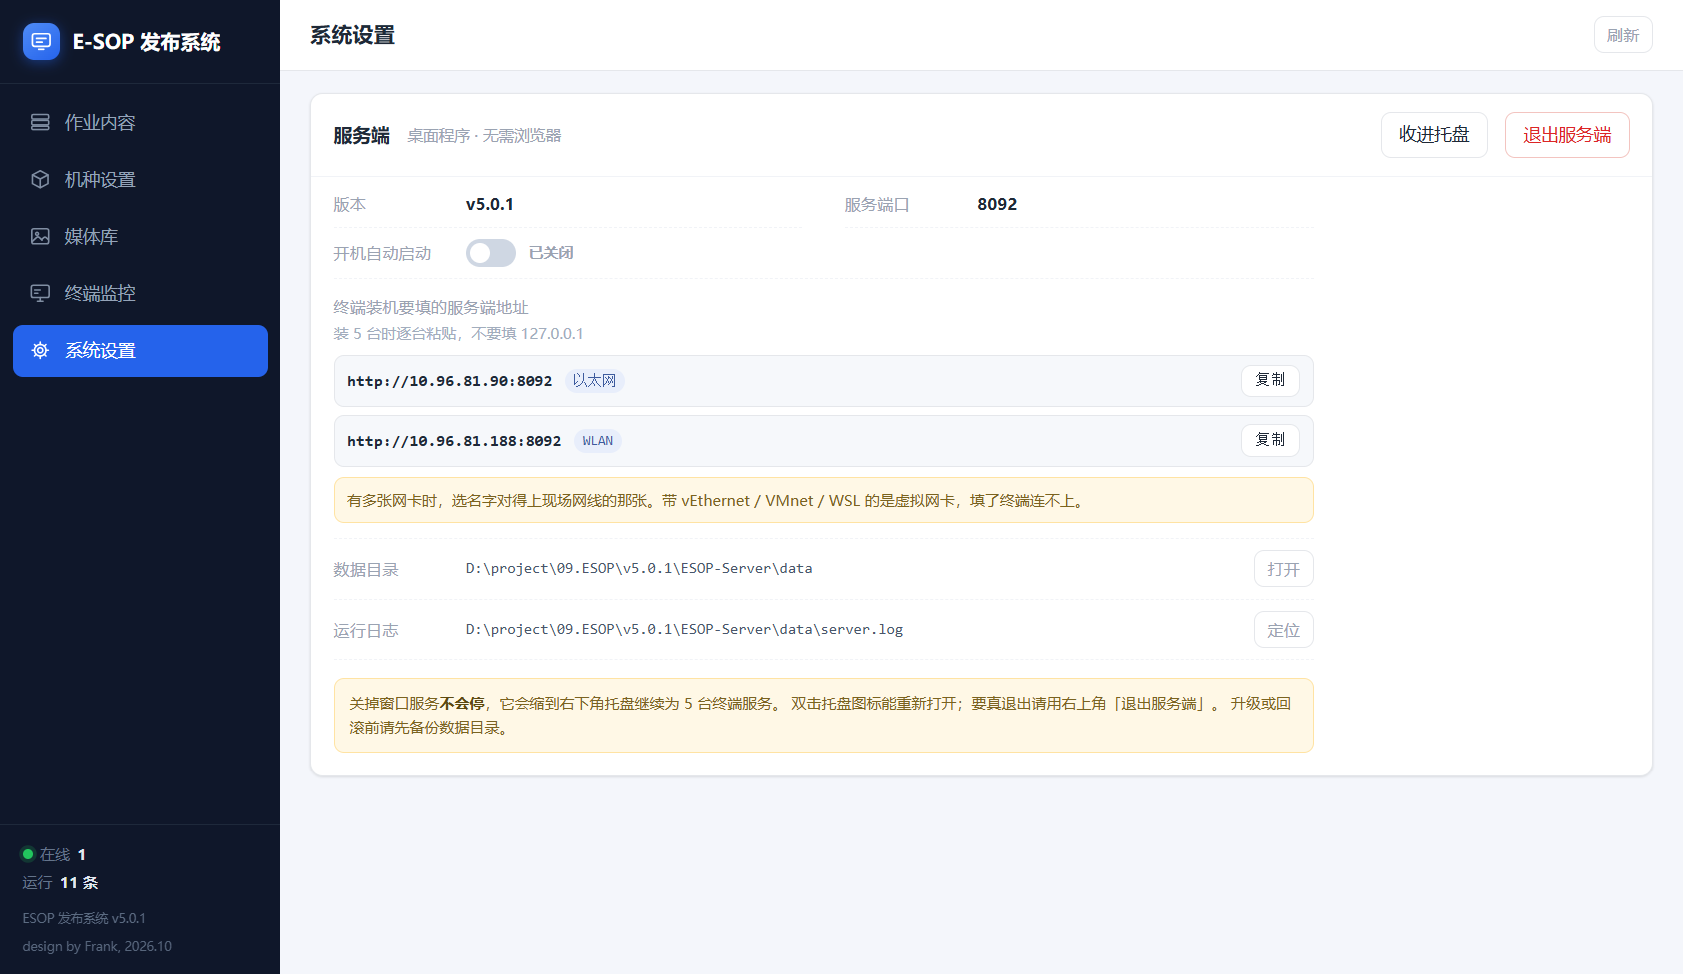 E-SOP 发布系统
作业内容
机种设置
媒体库
终端监控
系统设置
在线 1
运行 11 条
ESOP 发布系统 v5.0.1
design by Frank, 2026.10
系统设置
刷新
服务端 桌面程序 · 无需浏览器
收进托盘
退出服务端
版本 v5.0.1
服务端口 8092
开机自动启动 已关闭
终端装机要填的服务端地址
装 5 台时逐台粘贴，不要填 127.0.0.1
http://10.96.81.90:8092 以太网 复制
http://10.96.81.188:8092 WLAN 复制
有多张网卡时，选名字对得上现场网线的那张。带 vEthernet / VMnet / WSL 的是虚拟网卡，填了终端连不上。
数据目录 D:\project\09.ESOP\v5.0.1\ESOP-Server\data 打开
运行日志 D:\project\09.ESOP\v5.0.1\ESOP-Server\data\server.log 定位
关掉窗口服务不会停，它会缩到右下角托盘继续为 5 台终端服务。 双击托盘图标能重新打开；要真退出请用右上角「退出服务端」。 升级或回
滚前请先备份数据目录。